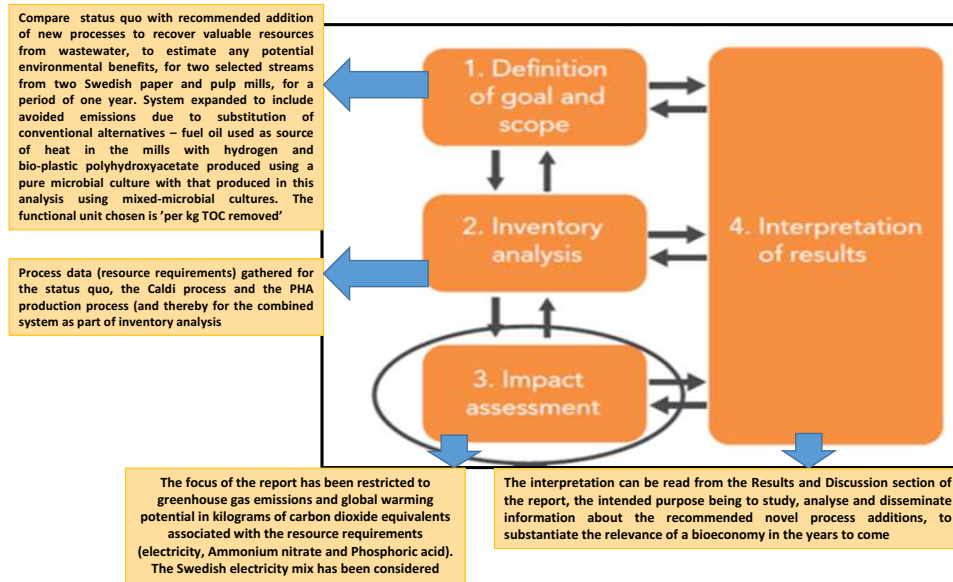 Compare status quo with recommended addition
of new processes to recover valuable resources
from wastewater, to estimate any potential
environmental benefits, for two selected streams
from two Swedish paper and pulp mills, for a
period of one year. System expanded to include
avoided emissions due to substitution of
conventional alternatives – fuel oil used as source
of heat in the mills with hydrogen and
bio-plastic polyhydroxyacetate produced using a
pure microbial culture with that produced in this
analysis using mixed-microbial cultures. The
functional unit chosen is ’per kg TOC removed’
1. Definition
of goal and
scope
2. Inventory
analysis
4. Interpretation
of results
Process data (resource requirements) gathered for
the status quo, the Caldi process and the PHA
production process (and thereby for the combined
system as part of inventory analysis
3. Impact
assessment
The focus of the report has been restricted to
greenhouse gas emissions and global warming
potential in kilograms of carbon dioxide equivalents
associated with the resource requirements
(electricity, Ammonium nitrate and Phosphoric acid).
The Swedish electricity mix has been considered
The interpretation can be read from the Results and Discussion section of
the report, the intended purpose being to study, analyse and disseminate
information about the recommended novel process additions, to
substantiate the relevance of a bioeconomy in the years to come